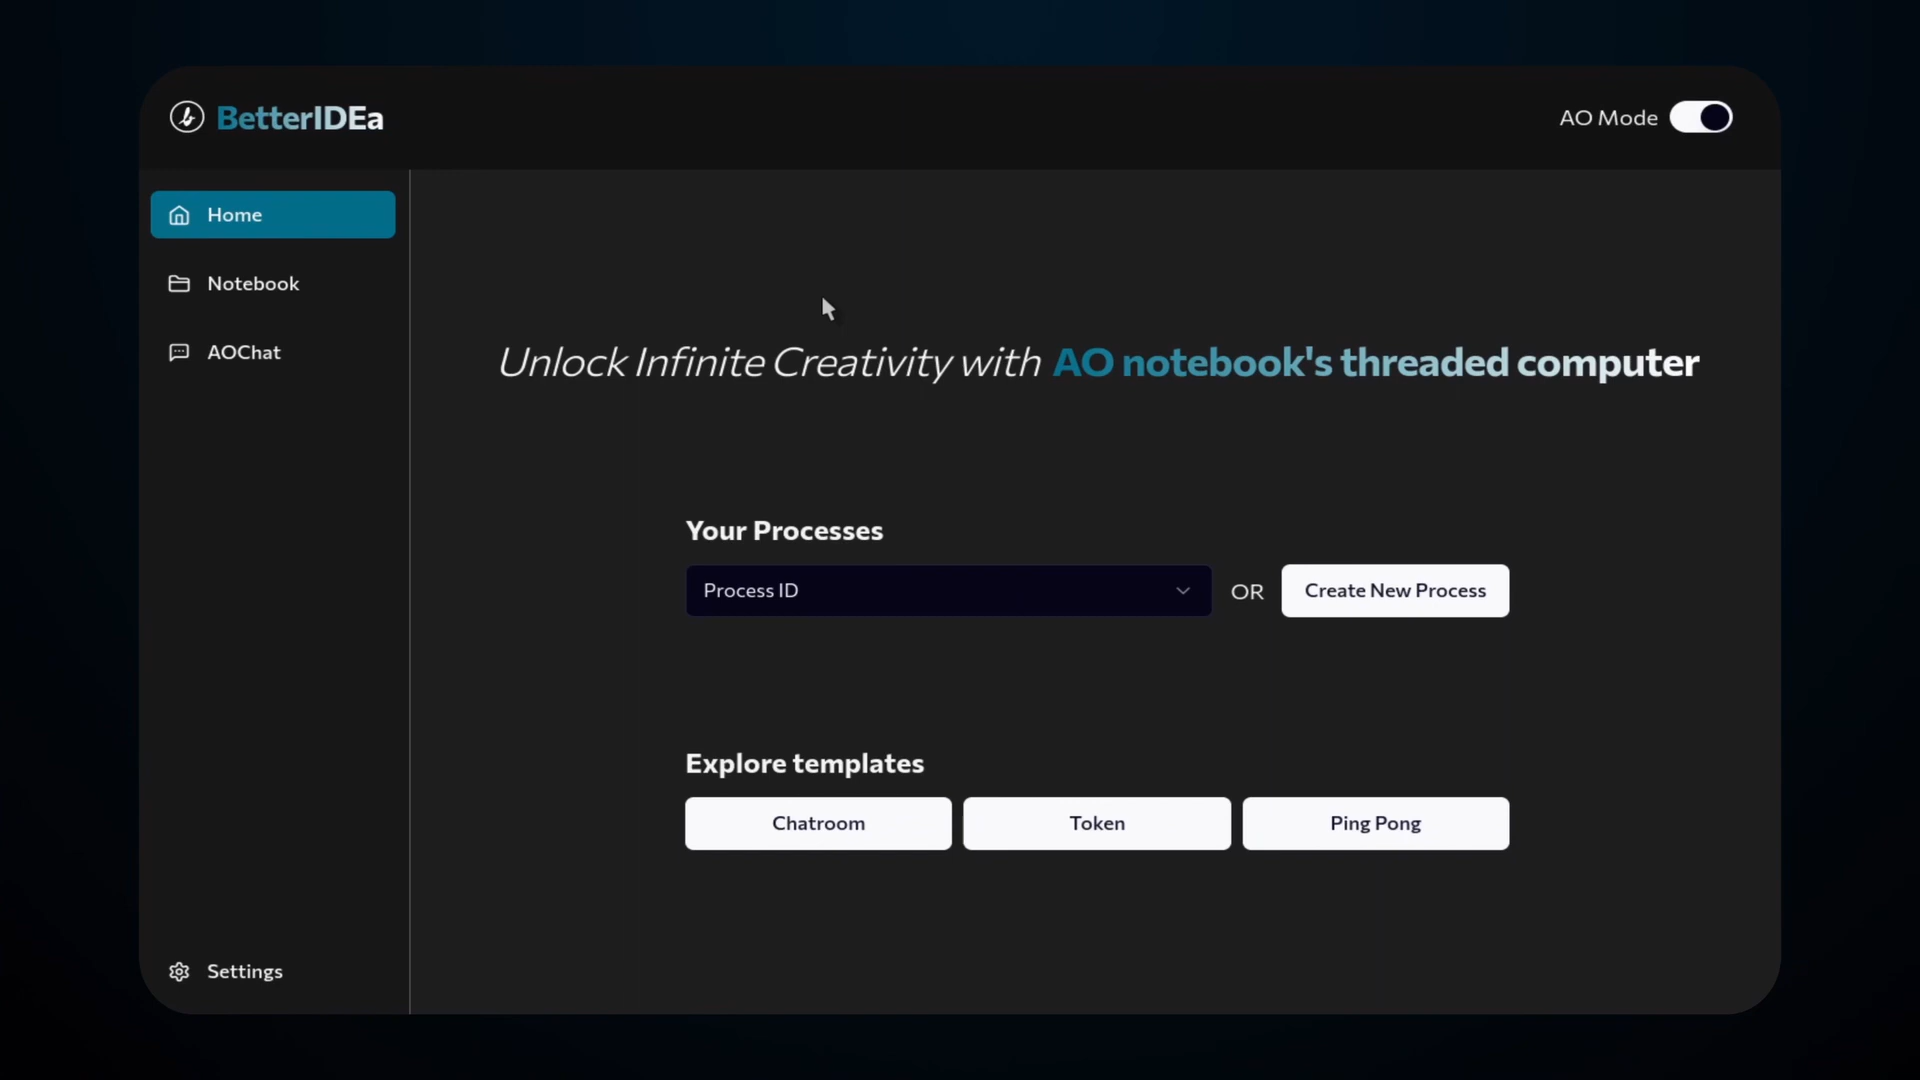 BetterIDEa
AO Mode
Home
Notebook
AOChat
Unlock Infinite Creativity with AO notebook's threaded computer
Your Processes
Process ID
OR
Create New Process
Explore templates
Chatroom
Token
Ping Pong
Settings